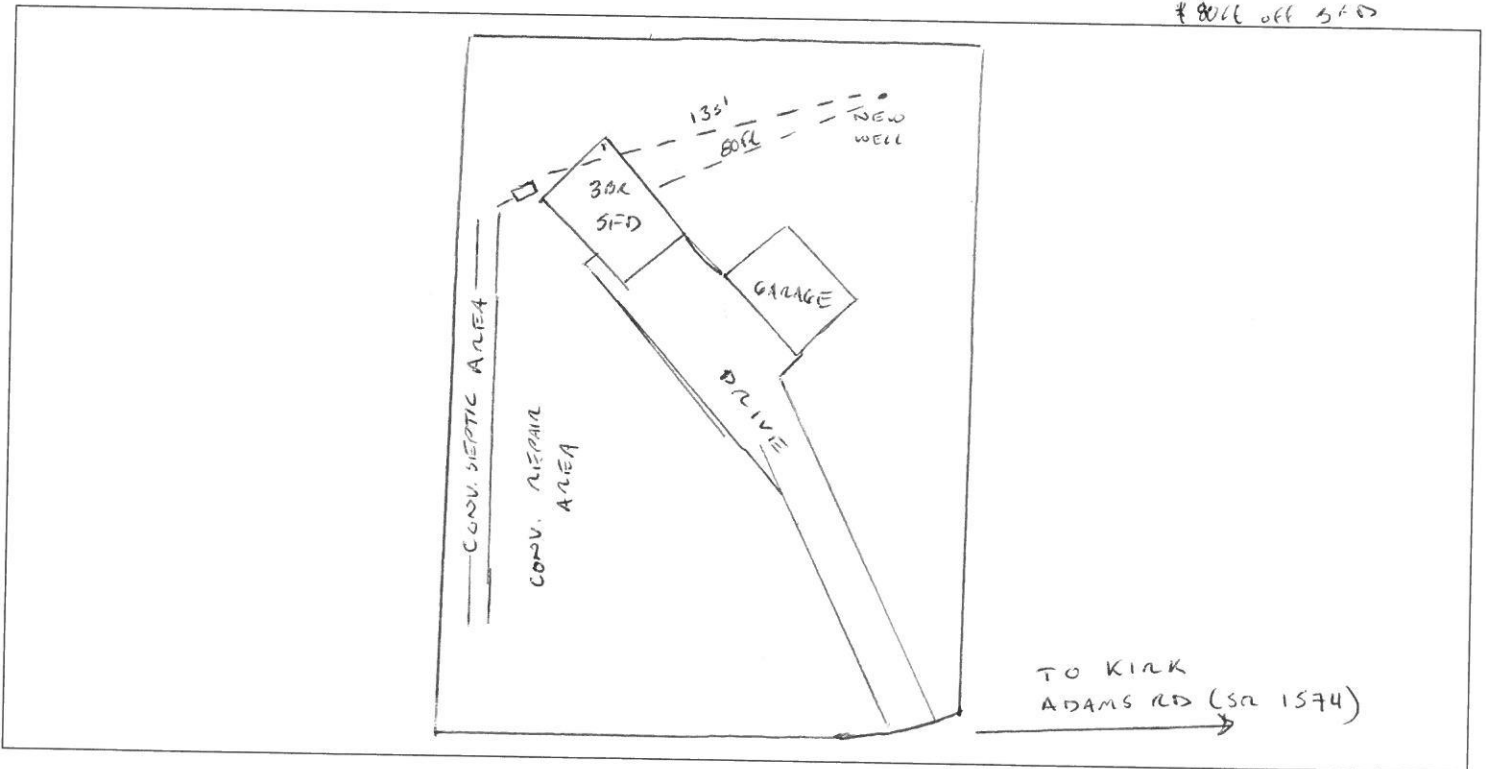 * 80ft off SFD
135'
80ft
NEW
WELL
3BR
SFD
GARAGE
DRIVE
CONV. SEPTIC AREA
CONV. REPAIR
AREA
TO KIRK
ADAMS RD (SR 1574)